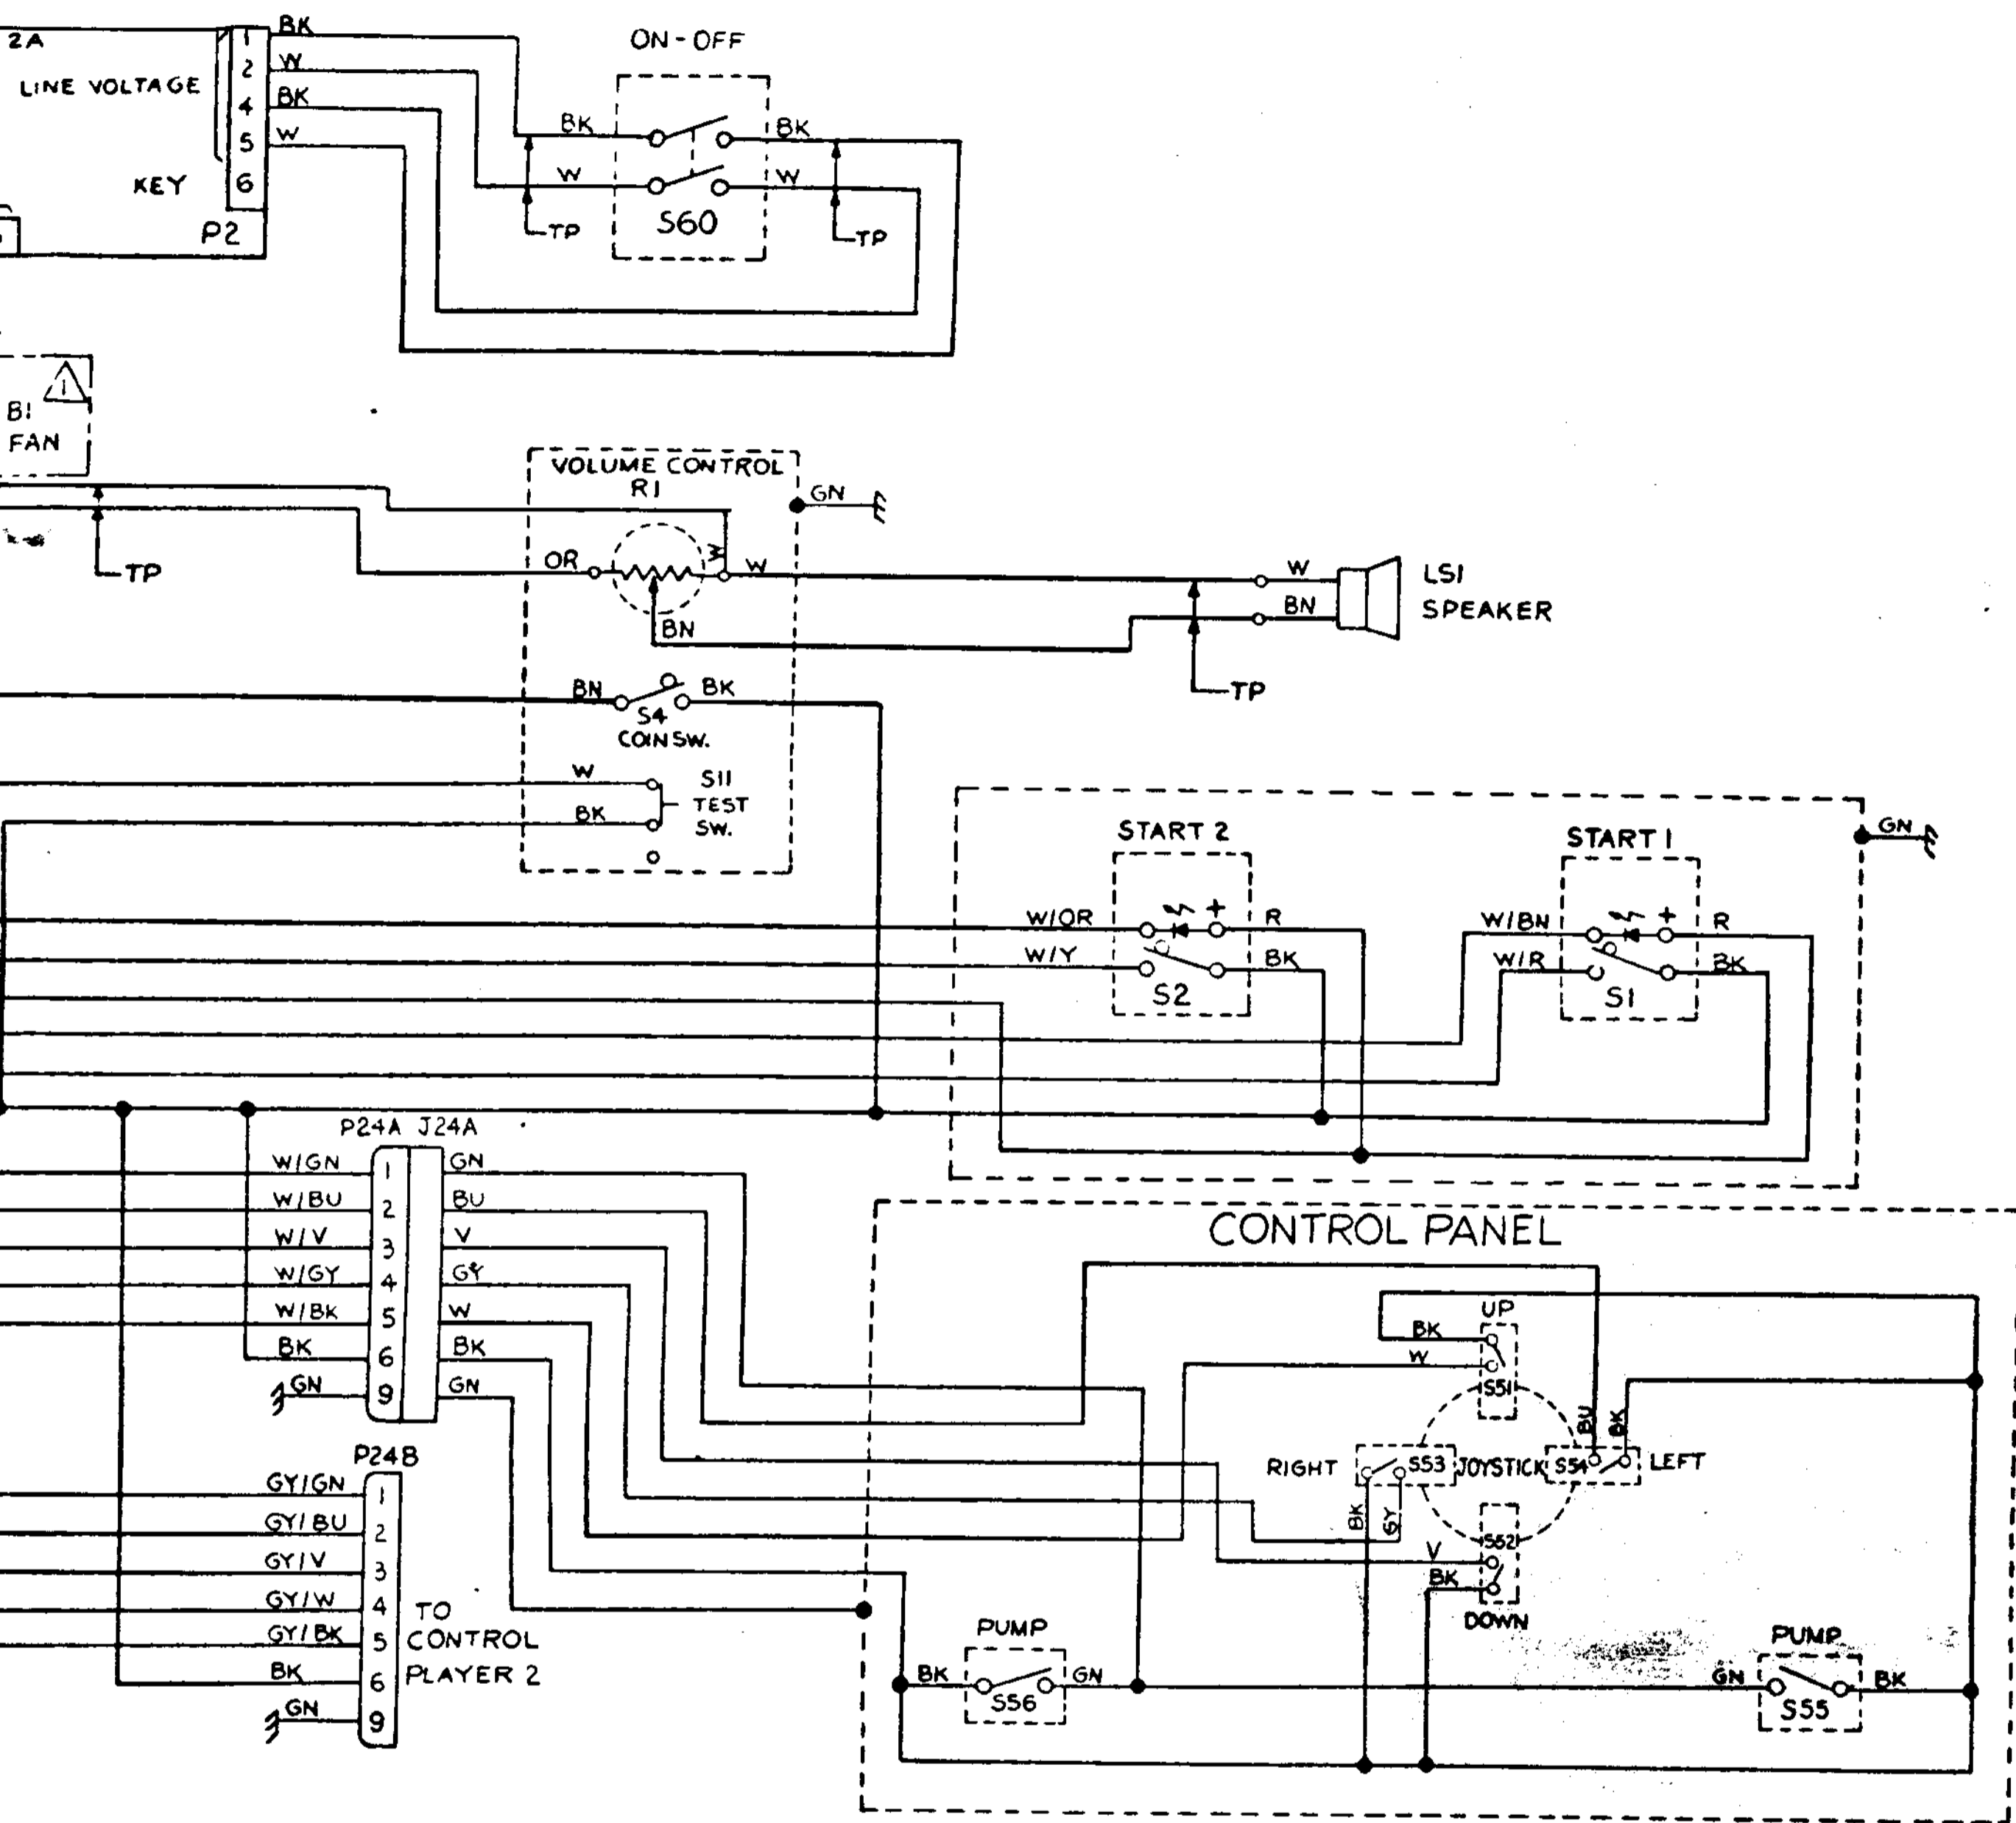 2A
LINE VOLTAGE
KEY
1
2
4
5
6
P2
BK
W
BK
W
ON-OFF
BK
BK
W
W
S60
TP
TP
B1
FAN
TP
VOLUME CONTROL
R1
GN
OR
W
W
BN
W
BN
LS1
SPEAKER
TP
BN
BK
S4
COIN SW.
W
S11
TEST
SW.
BK
START 2
START 1
GN
W/OR
+
R
W/Y
BK
S2
W/BN
+
R
W/R
BK
S1
P24A J24A
W/GN 1 GN
W/BU 2 BU
W/V 3 V
W/GY 4 GY
W/BK 5 W
BK 6 BK
GN 9 GN
P24B
GY/GN 1
GY/BU 2
GY/V 3
GY/W 4
GY/BK 5
BK 6
GN 9
TO
CONTROL
PLAYER 2
CONTROL PANEL
UP
BK
W
S51
BU
BK
RIGHT
S53
JOYSTICK
S54
LEFT
BK
GY
S52
V
BK
DOWN
PUMP
BK
GN
S56
PUMP
GN
BK
S55